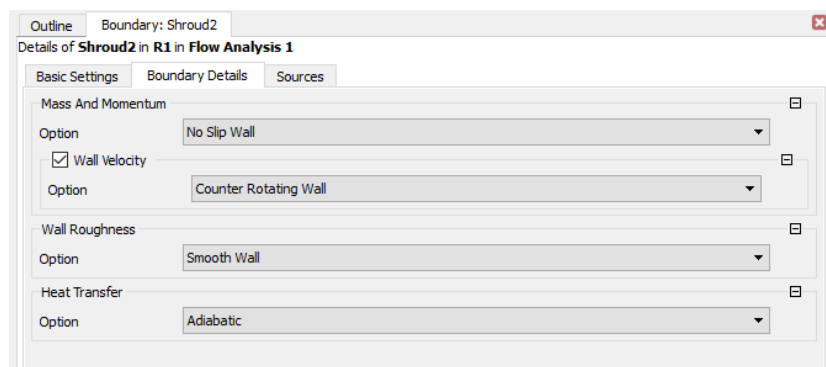 Outline Boundary: Shroud2
Details of Shroud2 in R1 in Flow Analysis 1
Basic Settings Boundary Details Sources
Mass And Momentum
Option No Slip Wall
Wall Velocity
Option Counter Rotating Wall
Wall Roughness
Option Smooth Wall
Heat Transfer
Option Adiabatic